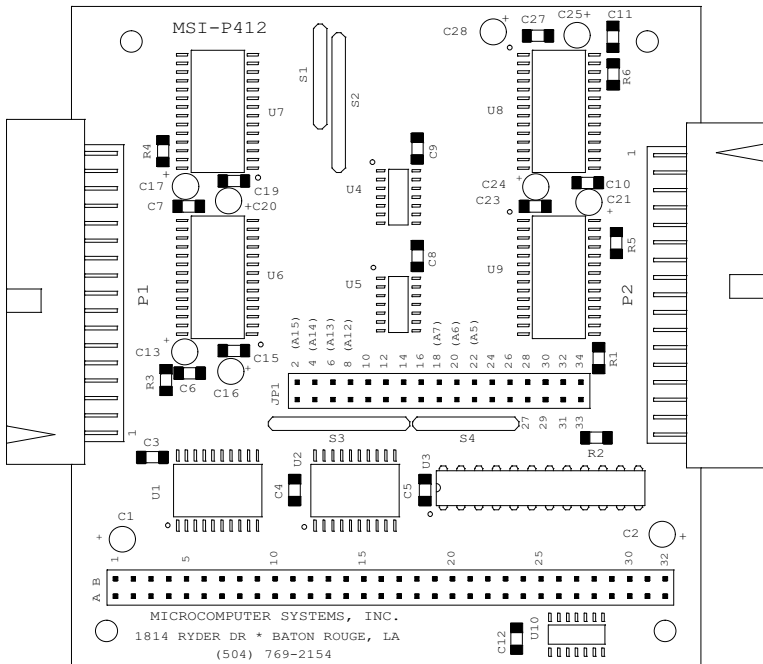 MSI-P412
C28
+
C27
C25+
C11
S1
S2
R6
U7
U8
R4
C9
1
C17
+
C19
U4
C24
+
C10
C7
+C20
C23
C21
+
R5
C8
P1
U6
U5
U9
P2
2 (A15)
4 (A14)
6 (A13)
8 (A12)
10
12
14
16
18 (A7)
20 (A6)
22 (A5)
24
26
28
30
32
34
C13
+
C15
R1
R3
C6
C16
+
JP1
1
S3
S4
27
29
31
33
C3
R2
U1
U2
C4
C5
U3
C1
+
C2
+
1
5
10
15
20
25
30
32
A B
MICROCOMPUTER SYSTEMS, INC.
1814 RYDER DR * BATON ROUGE, LA
(504) 769-2154
C12
U10